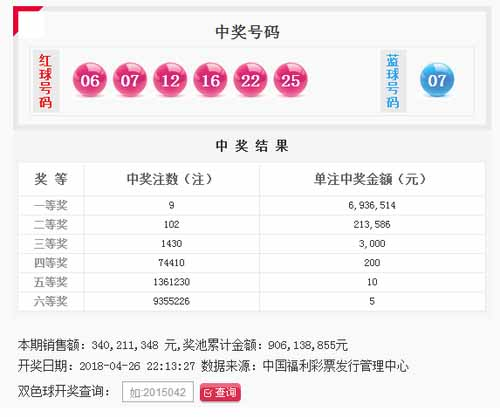 中奖号码
红球号码 06 07 12 16 22 25 蓝球号码 07
中 奖 结 果
奖 等 中奖注数（注） 单注中奖金额（元）
一等奖 9 6,936,514
二等奖 102 213,586
三等奖 1430 3,000
四等奖 74410 200
五等奖 1361230 10
六等奖 9355226 5
本期销售额：340,211,348 元,奖池累计金额：906,138,855元
开奖日期：2018-04-26 22:13:27 数据来源：中国福利彩票发行管理中心
双色球开奖查询： 如:2015042 查询